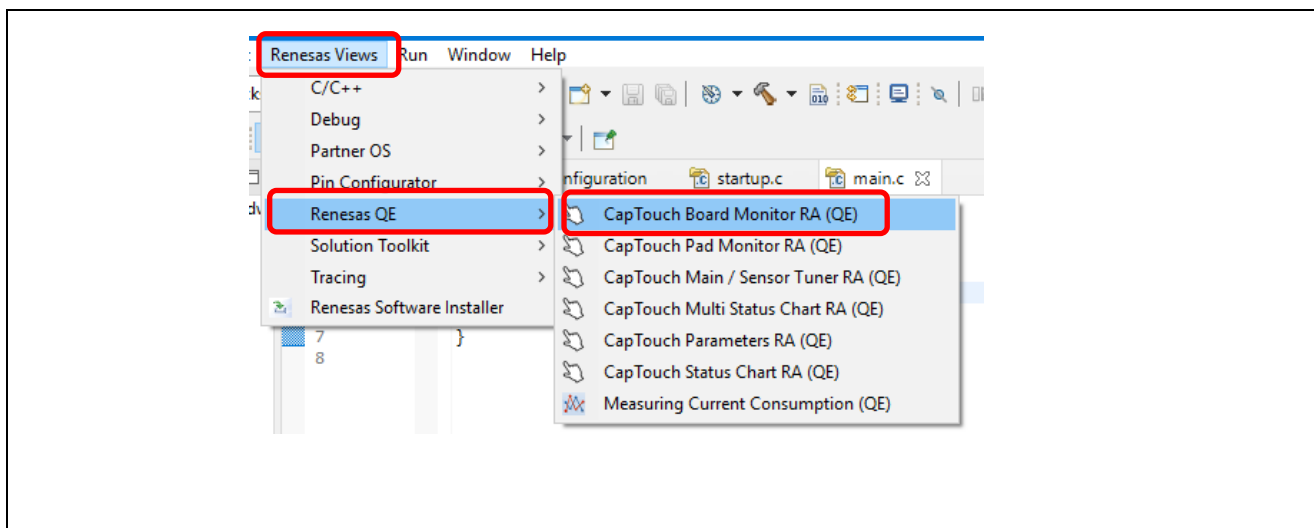 Renesas Views Run Window Help
C/C++
Debug
Partner OS
Pin Configurator
Renesas QE
Solution Toolkit
Tracing
Renesas Software Installer
startup.c main.c
CapTouch Board Monitor RA (QE)
CapTouch Pad Monitor RA (QE)
CapTouch Main / Sensor Tuner RA (QE)
CapTouch Multi Status Chart RA (QE)
CapTouch Parameters RA (QE)
CapTouch Status Chart RA (QE)
Measuring Current Consumption (QE)
7 }
8